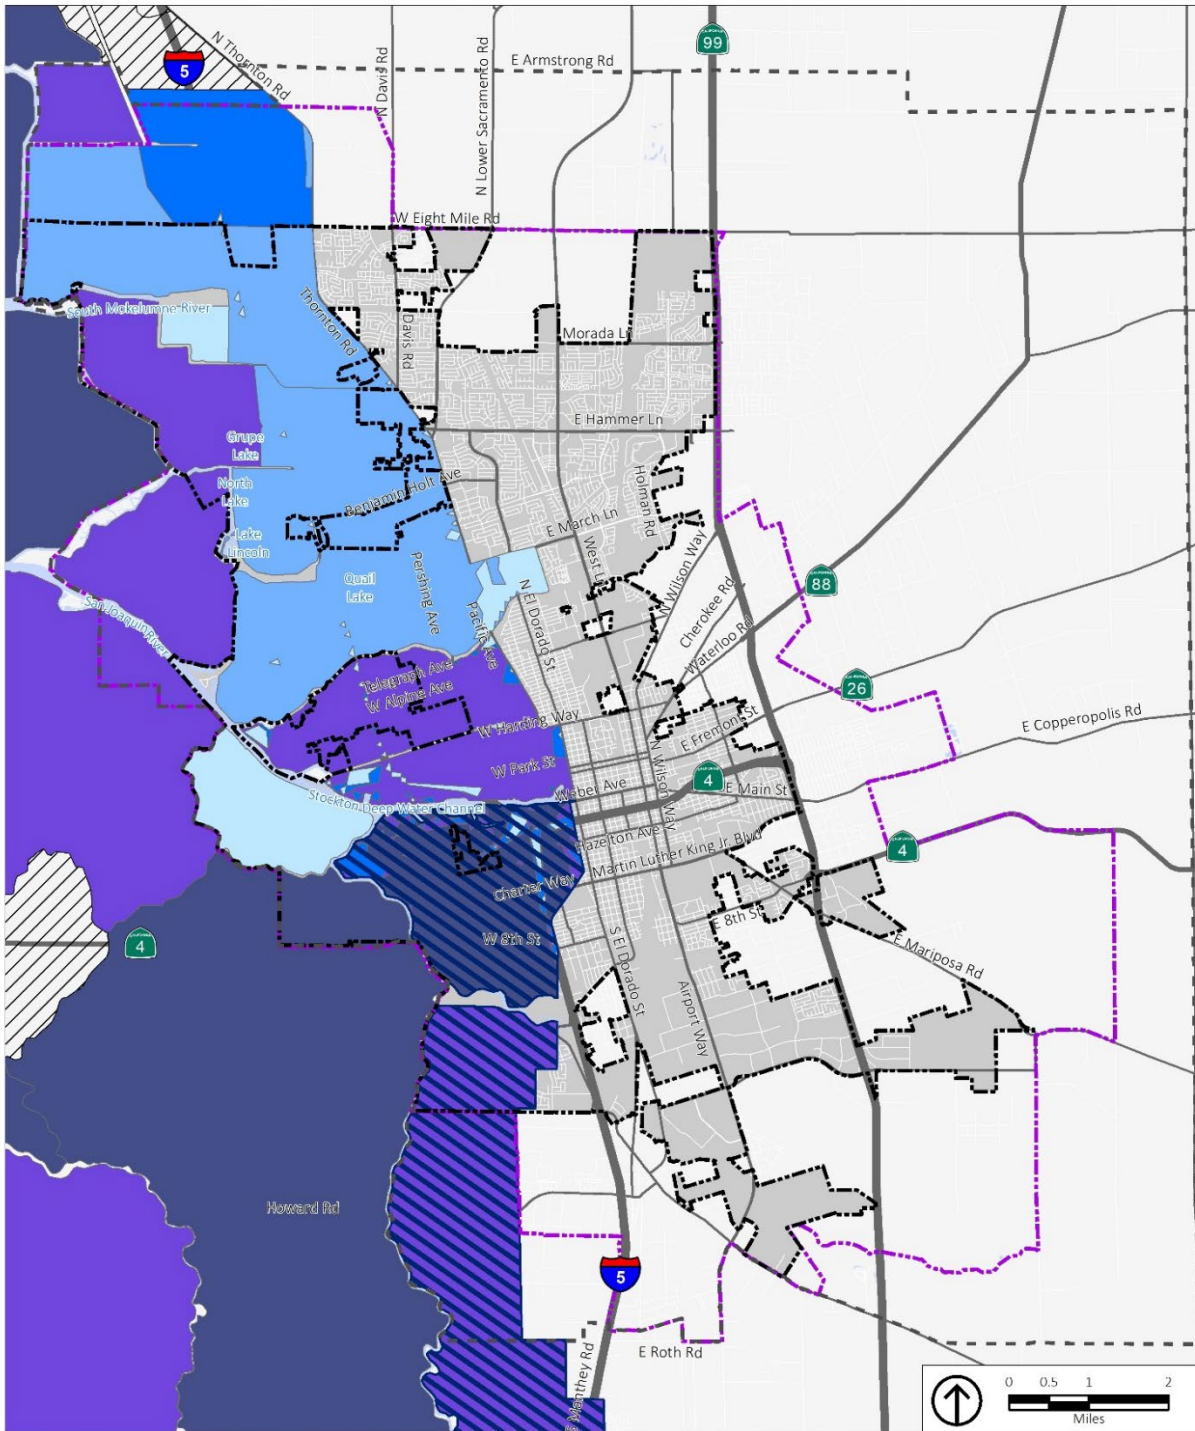 CALIFORNIA
99
5
N Thornton Rd
N Davis Rd
N Lower Sacramento Rd
E Armstrong Rd
W Eight Mile Rd
South Mokelumne River
Thornton Rd
Davis Rd
Morada Ln
E Hammer Ln
Grupe
Lake
North
Lake
Benjamin Holt Ave
Holman Rd
Lake
Lincoln
E March Ln
West Ln
Quail
Lake
Pershing Ave
Pacific Ave
N El Dorado St
N Wilson Way
Cherokee Rd
Waterloo Rd
CALIFORNIA
88
San Joaquin River
Telegraph Ave
W Alpine Ave
CALIFORNIA
26
W Harding Way
E Fremont St
E Copperopolis Rd
W Park St
N Wilson Way
CALIFORNIA
4
E Main St
Weber Ave
Stockton Deep Water Channel
Hazelton Ave
Martin Luther King Jr. Blvd
CALIFORNIA
4
Charter Way
E 8th St
W 8th St
CALIFORNIA
4
S El Dorado St
E Mariposa Rd
Airport Way
Howard Rd
5
E Roth Rd
S Manthey Rd
0 0.5 1 2
Miles